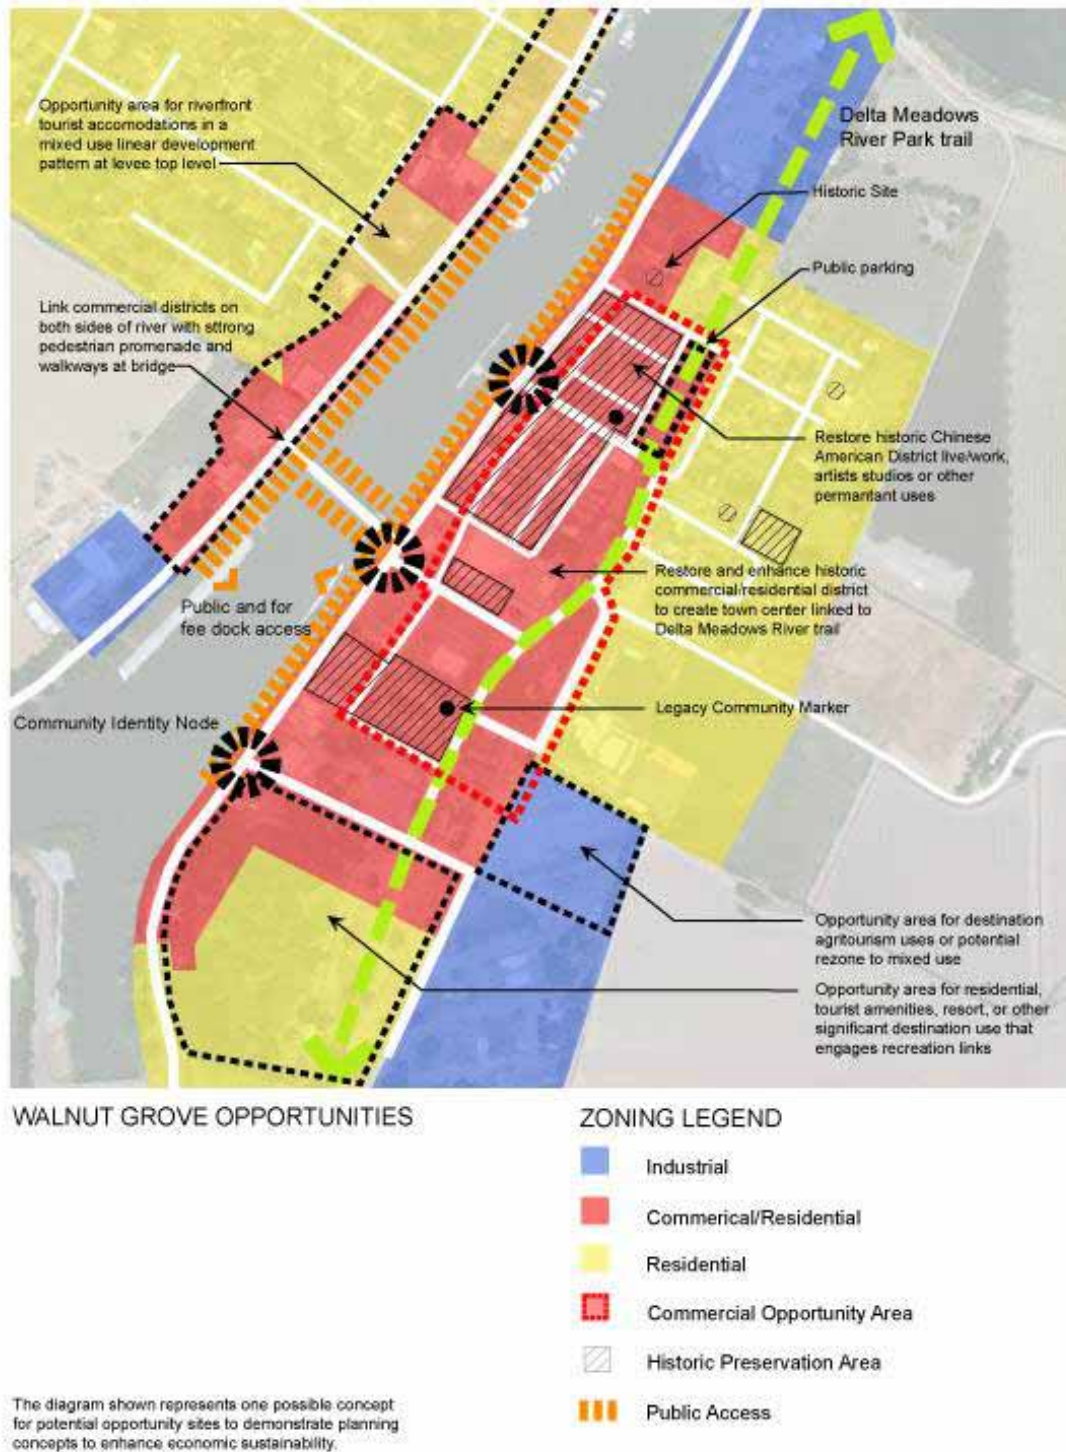 Opportunity area for riverfront
tourist accomodations in a
mixed use linear development
pattern at levee top level
Delta Meadows
River Park trail
Historic Site
Public parking
Link commercial districts on
both sides of river with sttrong
pedestrian promenade and
walkways at bridge
Restore historic Chinese
American District live/work,
artists studios or other
permantant uses
Restore and enhance historic
commercial/residential district
to create town center linked to
Delta Meadows River trail
Public and for
fee dock access
Legacy Community Marker
Community Identity Node
Opportunity area for destination
agritourism uses or potential
rezone to mixed use
Opportunity area for residential,
tourist amenities, resort, or other
significant destination use that
engages recreation links
WALNUT GROVE OPPORTUNITIES
ZONING LEGEND
Industrial
Commerical/Residential
Residential
Commercial Opportunity Area
Historic Preservation Area
Public Access
The diagram shown represents one possible concept
for potential opportunity sites to demonstrate planning
concepts to enhance economic sustainability.